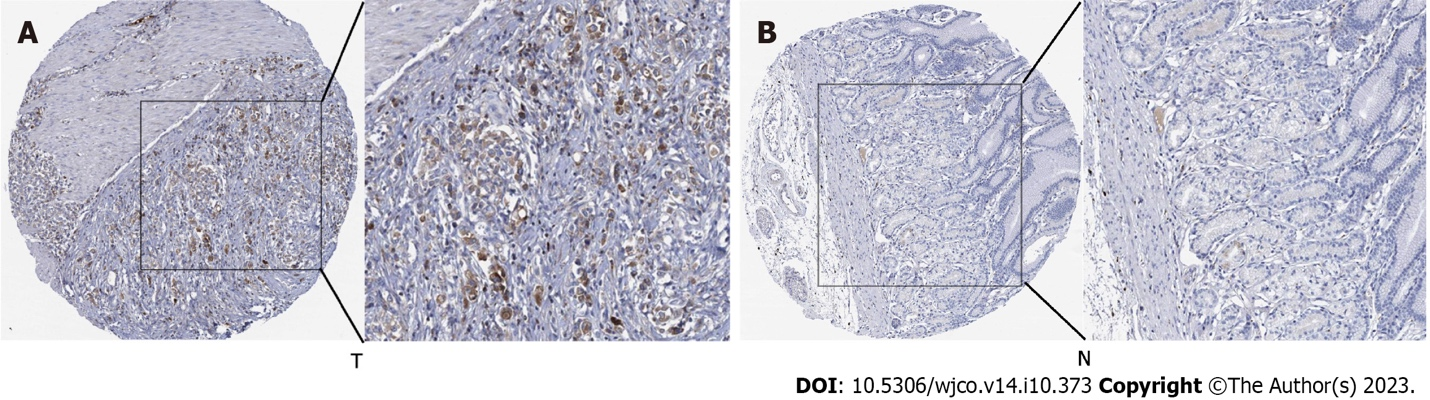 A
B
T
N
DOI: 10.5306/wjco.v14.i10.373 Copyright ©The Author(s) 2023.